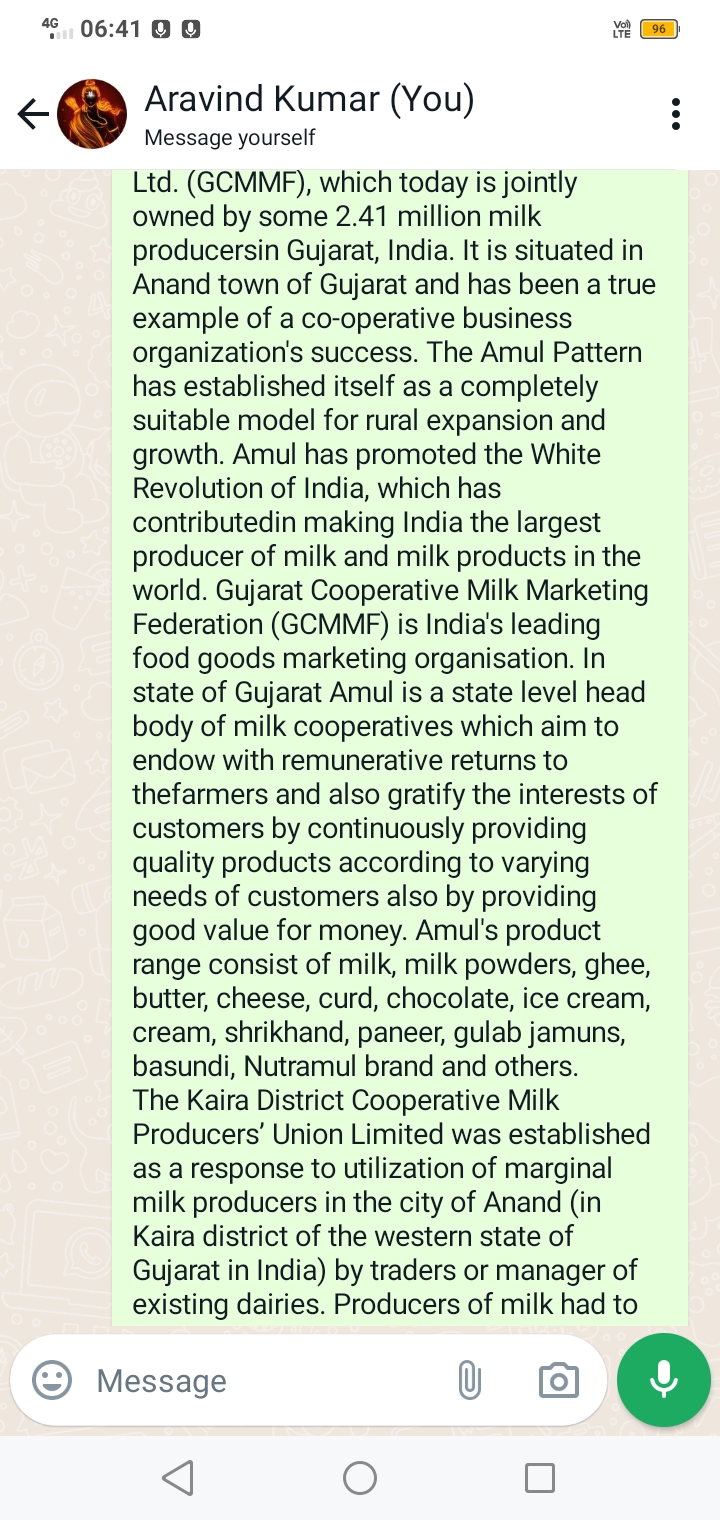 4G 06:41 Vo) LTE 96
Aravind Kumar (You)
Message yourself
Ltd. (GCMMF), which today is jointly
owned by some 2.41 million milk
producersin Gujarat, India. It is situated in
Anand town of Gujarat and has been a true
example of a co-operative business
organization's success. The Amul Pattern
has established itself as a completely
suitable model for rural expansion and
growth. Amul has promoted the White
Revolution of India, which has
contributedin making India the largest
producer of milk and milk products in the
world. Gujarat Cooperative Milk Marketing
Federation (GCMMF) is India's leading
food goods marketing organisation. In
state of Gujarat Amul is a state level head
body of milk cooperatives which aim to
endow with remunerative returns to
thefarmers and also gratify the interests of
customers by continuously providing
quality products according to varying
needs of customers also by providing
good value for money. Amul's product
range consist of milk, milk powders, ghee,
butter, cheese, curd, chocolate, ice cream,
cream, shrikhand, paneer, gulab jamuns,
basundi, Nutramul brand and others.
The Kaira District Cooperative Milk
Producers’ Union Limited was established
as a response to utilization of marginal
milk producers in the city of Anand (in
Kaira district of the western state of
Gujarat in India) by traders or manager of
existing dairies. Producers of milk had to
Message